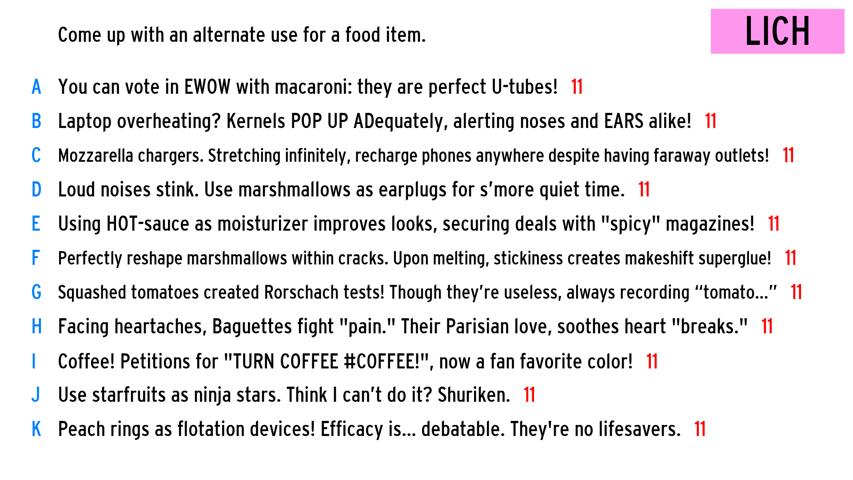 LICH
Come up with an alternate use for a food item.
A You can vote in EWOW with macaroni: they are perfect U-tubes! 11
B Laptop overheating? Kernels POP UP ADequately, alerting noses and EARS alike! 11
C Mozzarella chargers. Stretching infinitely, recharge phones anywhere despite having faraway outlets! 11
D Loud noises stink. Use marshmallows as earplugs for s'more quiet time. 11
E Using HOT-sauce as moisturizer improves looks, securing deals with "spicy" magazines! 11
F Perfectly reshape marshmallows within cracks. Upon melting, stickiness creates makeshift superglue! 11
G Squashed tomatoes created Rorschach tests! Though they're useless, always recording “tomato...” 11
H Facing heartaches, Baguettes fight "pain." Their Parisian love, soothes heart "breaks." 11
I Coffee! Petitions for "TURN COFFEE #COFFEE!", now a fan favorite color! 11
J Use starfruits as ninja stars. Think I can't do it? Shuriken. 11
K Peach rings as flotation devices! Efficacy is... debatable. They're no lifesavers. 11